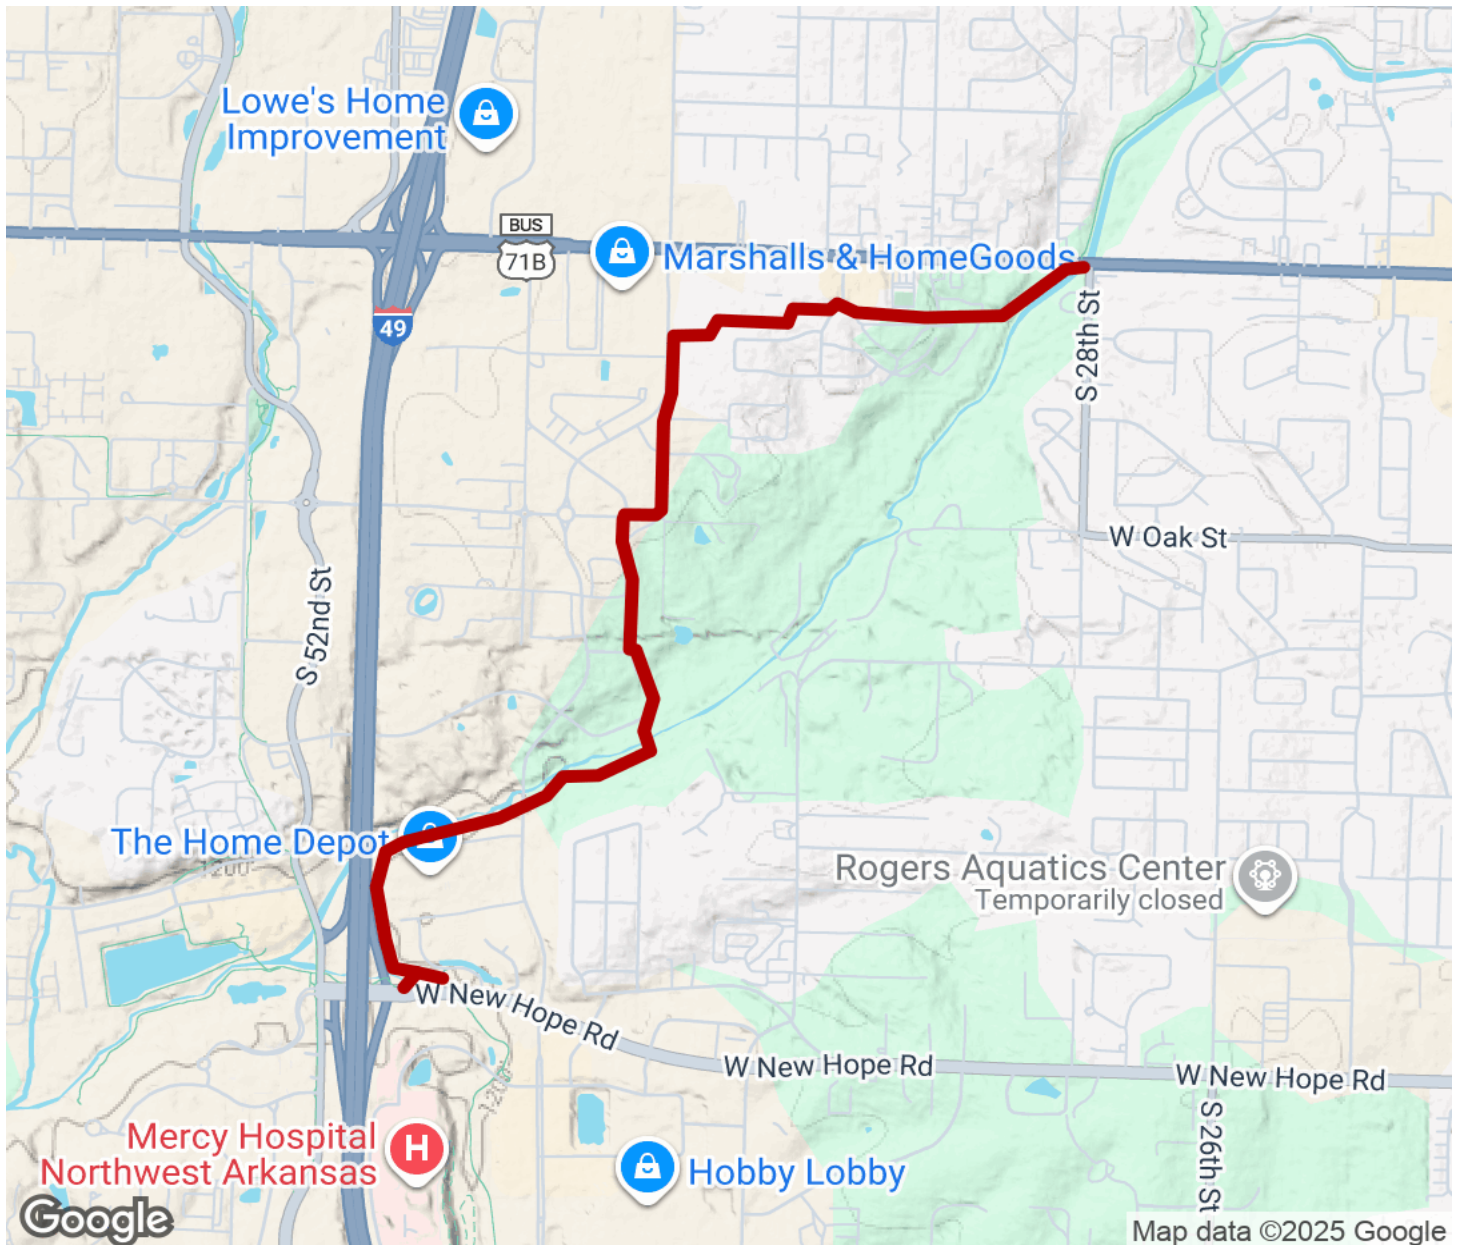 Lowe's Home
Improvement
BUS
71B
Marshalls & HomeGoods
49
S 28th St
W Oak St
S 52nd St
The Home Depot
1200
Rogers Aquatics Center
Temporarily closed
W New Hope Rd
W New Hope Rd
W New Hope Rd
1200
S 26th St
Mercy Hospital
Northwest Arkansas
H
Hobby Lobby
Google
Map data ©2025 Google